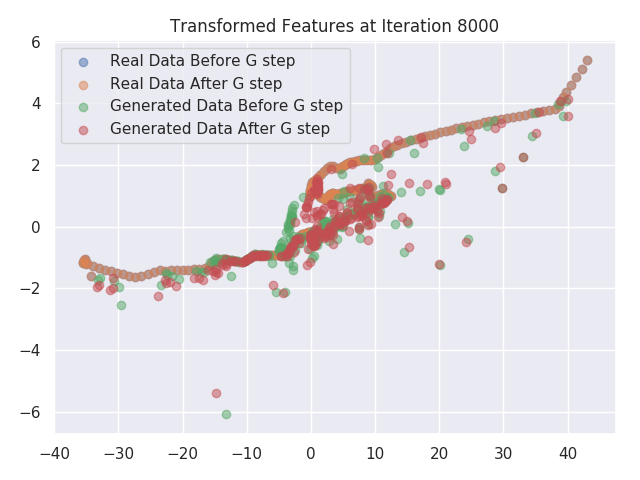 Transformed Features at Iteration 8000
Real Data Before G step
Real Data After G step
Generated Data Before G step
Generated Data After G step
6
4
2
0
−2
−4
−6
−40 −30 −20 −10 0 10 20 30 40